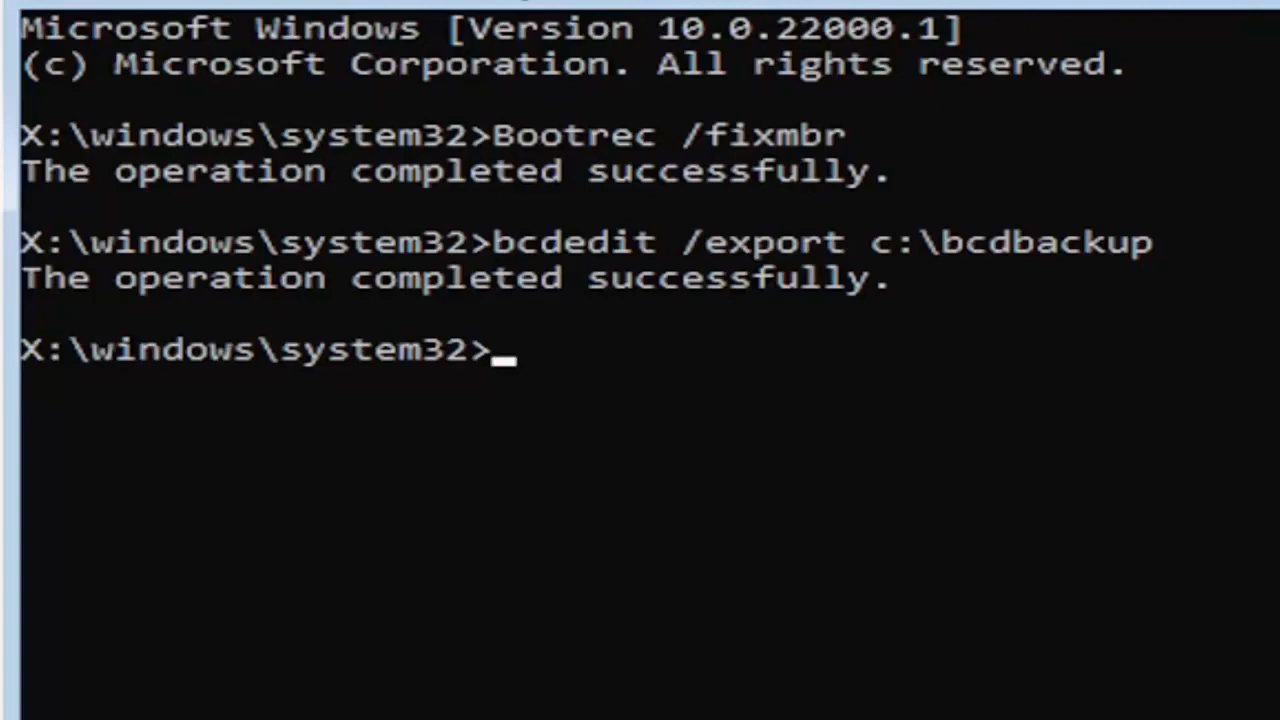 Microsoft Windows [Version 10.0.22000.1]
(c) Microsoft Corporation. All rights reserved.
X:\windows\system32>Bootrec /fixmbr
The operation completed successfully.
X:\windows\system32>bcdedit /export c:\bcdbackup
The operation completed successfully.
X:\windows\system32>